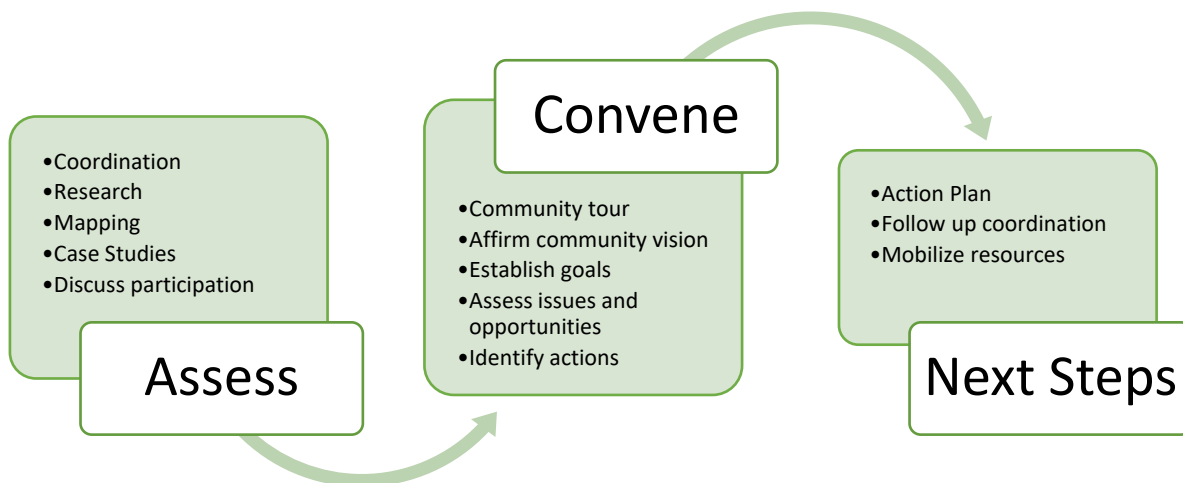 •Coordination
•Research
•Mapping
•Case Studies
•Discuss participation
Assess
Convene
•Community tour
•Affirm community vision
•Establish goals
•Assess issues and
opportunities
•Identify actions
•Action Plan
•Follow up coordination
•Mobilize resources
Next Steps